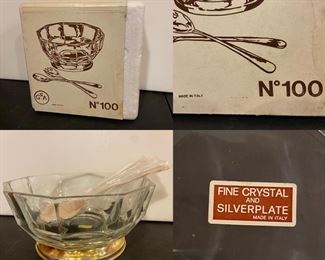 N° 100
MADE IN ITALY
N° 100
FINE CRYSTAL
AND
SILVERPLATE
MADE IN ITALY